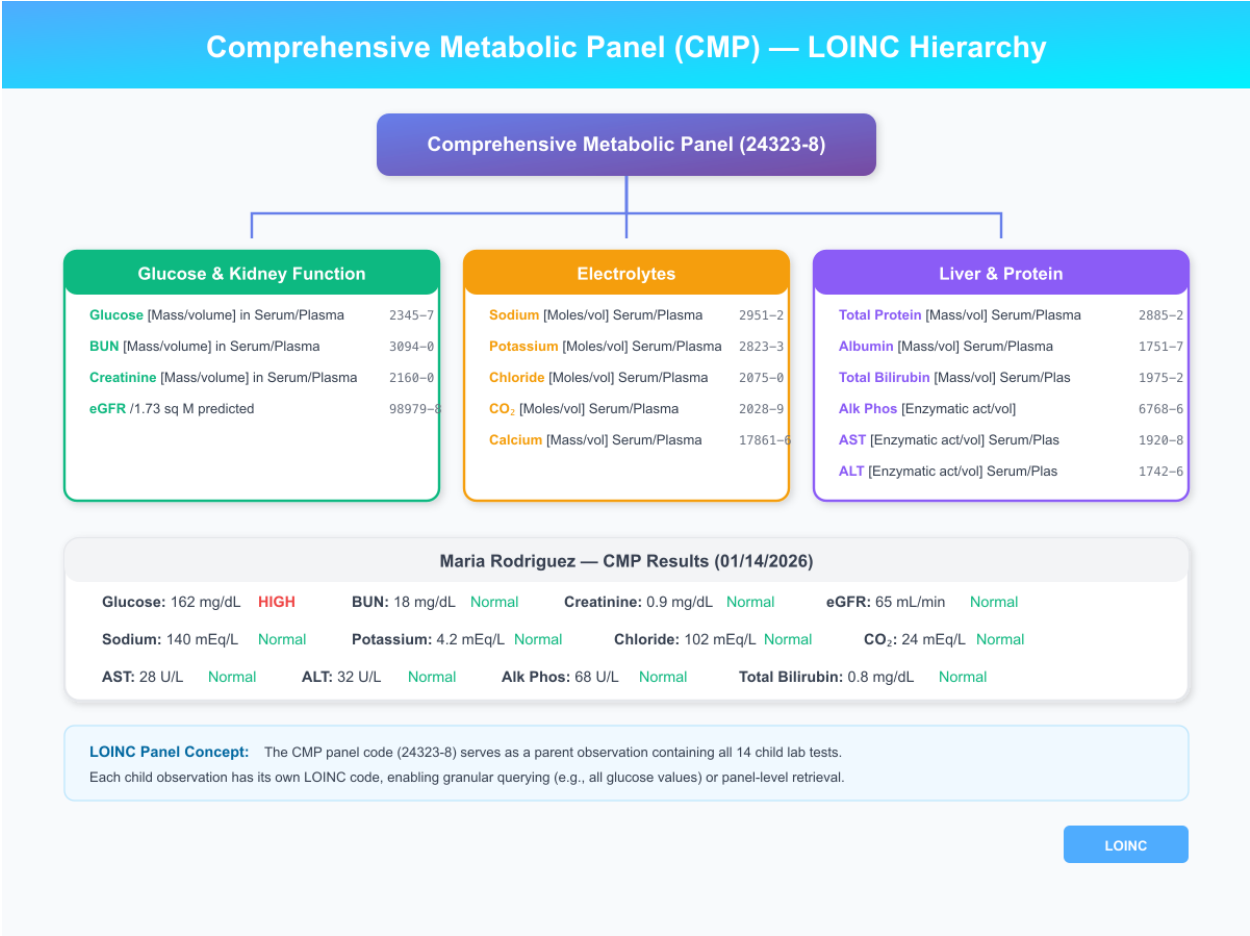 Comprehensive Metabolic Panel (CMP) — LOINC Hierarchy
Comprehensive Metabolic Panel (24323-8)
Glucose & Kidney Function
Glucose [Mass/volume] in Serum/Plasma 2345-7
BUN [Mass/volume] in Serum/Plasma 3094-0
Creatinine [Mass/volume] in Serum/Plasma 2160-0
eGFR /1.73 sq M predicted 98979-8
Electrolytes
Sodium [Moles/vol] Serum/Plasma 2951-2
Potassium [Moles/vol] Serum/Plasma 2823-3
Chloride [Moles/vol] Serum/Plasma 2075-0
CO₂ [Moles/vol] Serum/Plasma 2028-9
Calcium [Mass/vol] Serum/Plasma 17861-6
Liver & Protein
Total Protein [Mass/vol] Serum/Plasma 2885-2
Albumin [Mass/vol] Serum/Plasma 1751-7
Total Bilirubin [Mass/vol] Serum/Plas 1975-2
Alk Phos [Enzymatic act/vol] 6768-6
AST [Enzymatic act/vol] Serum/Plas 1920-8
ALT [Enzymatic act/vol] Serum/Plas 1742-6
Maria Rodriguez — CMP Results (01/14/2026)
Glucose: 162 mg/dL HIGH BUN: 18 mg/dL Normal Creatinine: 0.9 mg/dL Normal eGFR: 65 mL/min Normal
Sodium: 140 mEq/L Normal Potassium: 4.2 mEq/L Normal Chloride: 102 mEq/L Normal CO₂: 24 mEq/L Normal
AST: 28 U/L Normal ALT: 32 U/L Normal Alk Phos: 68 U/L Normal Total Bilirubin: 0.8 mg/dL Normal
LOINC Panel Concept: The CMP panel code (24323-8) serves as a parent observation containing all 14 child lab tests.
Each child observation has its own LOINC code, enabling granular querying (e.g., all glucose values) or panel-level retrieval.
LOINC